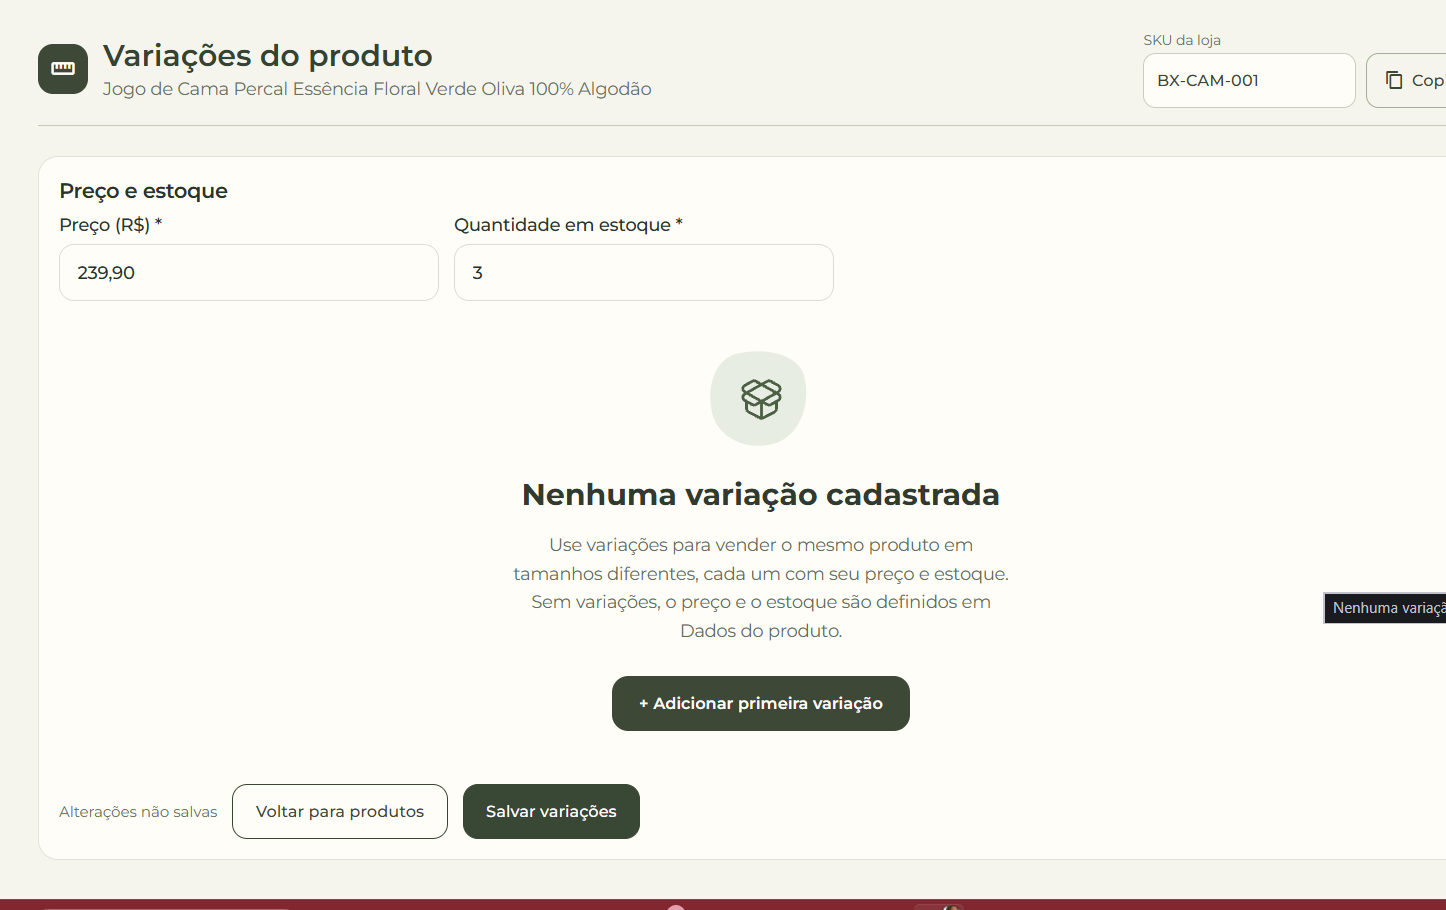 Variações do produto
Jogo de Cama Percal Essência Floral Verde Oliva 100% Algodão
SKU da loja
BX-CAM-001
Preço e estoque
Preço (R$) *
Quantidade em estoque *
239,90
3
Nenhuma variação cadastrada
Use variações para vender o mesmo produto em
tamanhos diferentes, cada um com seu preço e estoque.
Sem variações, o preço e o estoque são definidos em
Dados do produto.
Nenhuma
+ Adicionar primeira variação
Alterações não salvas
Voltar para produtos
Salvar variações